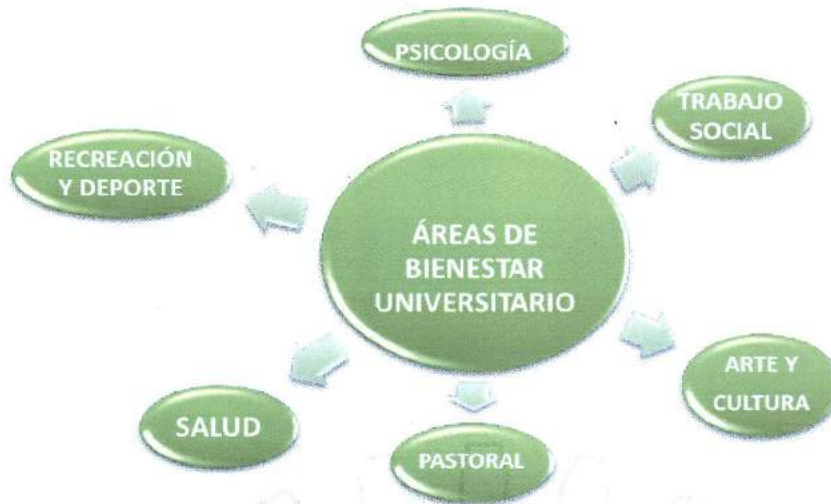 PSICOLOGÍA
TRABAJO
SOCIAL
RECREACIÓN
Y DEPORTE
ÁREAS DE
BIENESTAR
UNIVERSITARIO
ARTE Y
CULTURA
SALUD
PASTORAL